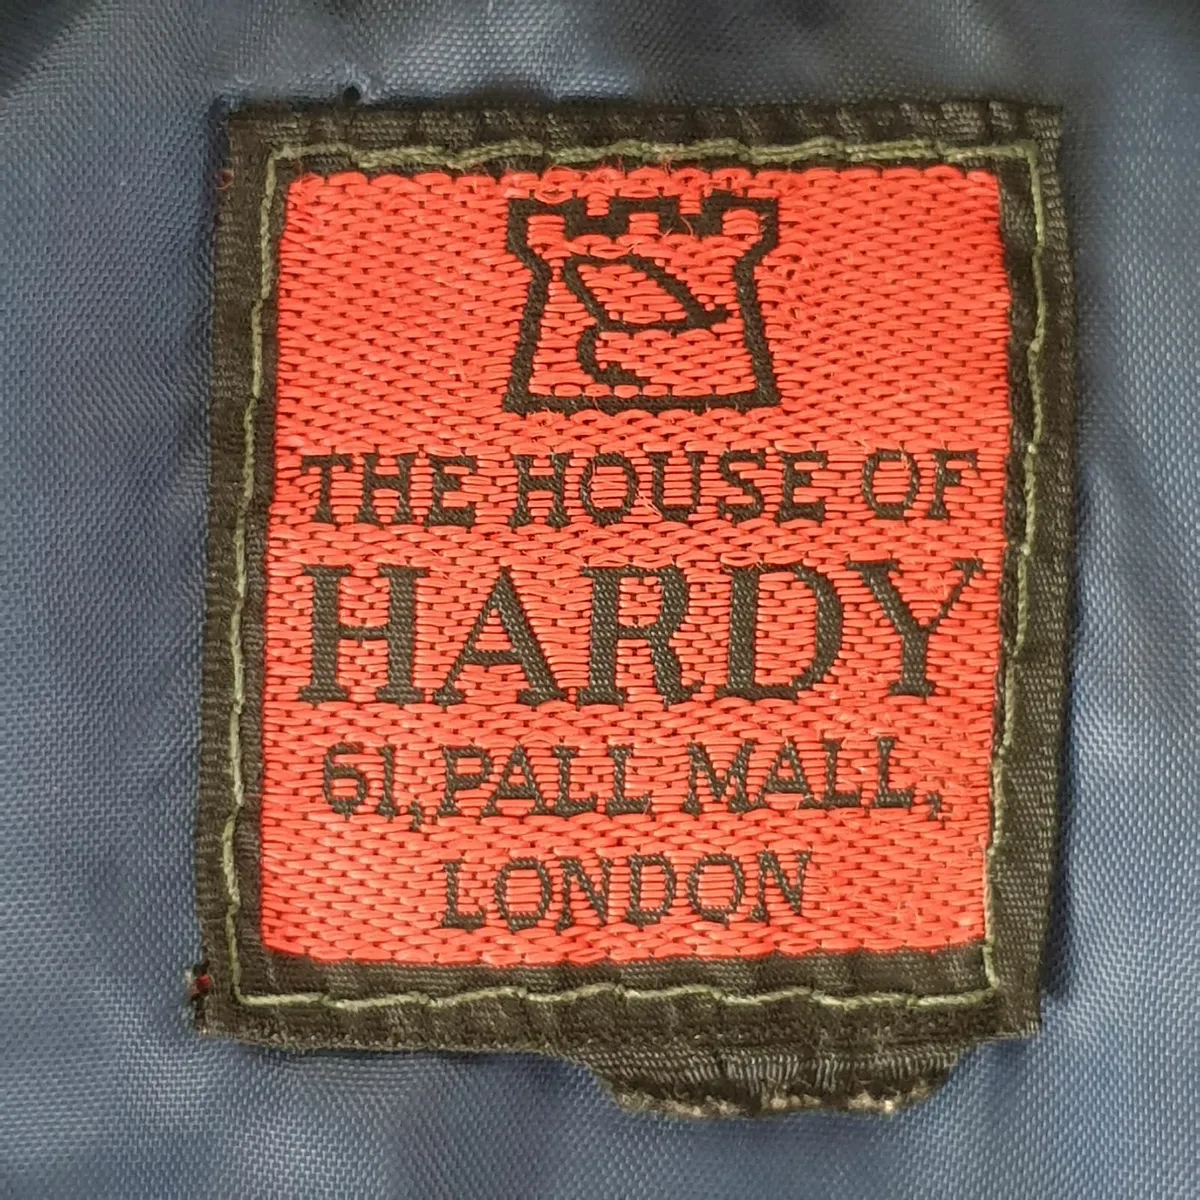 THE HOUSE OF
HARDY
61, PALL MALL,
LONDON